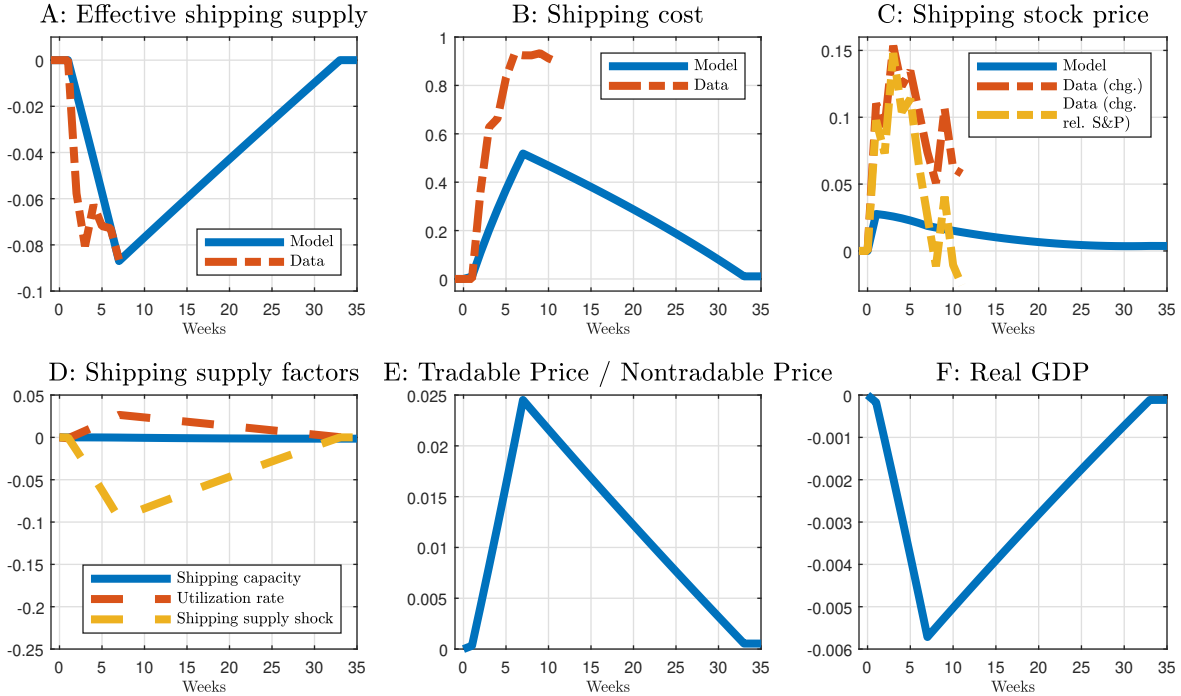 A: Effective shipping supply
0
-0.02
-0.04
-0.06
-0.08
-0.1
Model
Data
0 5 10 15 20 25 30 35
Weeks
B: Shipping cost
1
0.8
0.6
0.4
0.2
0
Model
Data
0 5 10 15 20 25 30 35
Weeks
C: Shipping stock price
0.15
0.1
0.05
0
Model
Data (chg.)
Data (chg.
rel. S&P)
0 5 10 15 20 25 30 35
Weeks
D: Shipping supply factors
0.05
0
-0.05
-0.1
-0.15
-0.2
-0.25
Shipping capacity
Utilization rate
Shipping supply shock
0 5 10 15 20 25 30 35
Weeks
E: Tradable Price / Nontradable Price
0.025
0.02
0.015
0.01
0.005
0
0 5 10 15 20 25 30 35
Weeks
F: Real GDP
0
-0.001
-0.002
-0.003
-0.004
-0.005
-0.006
0 5 10 15 20 25 30 35
Weeks